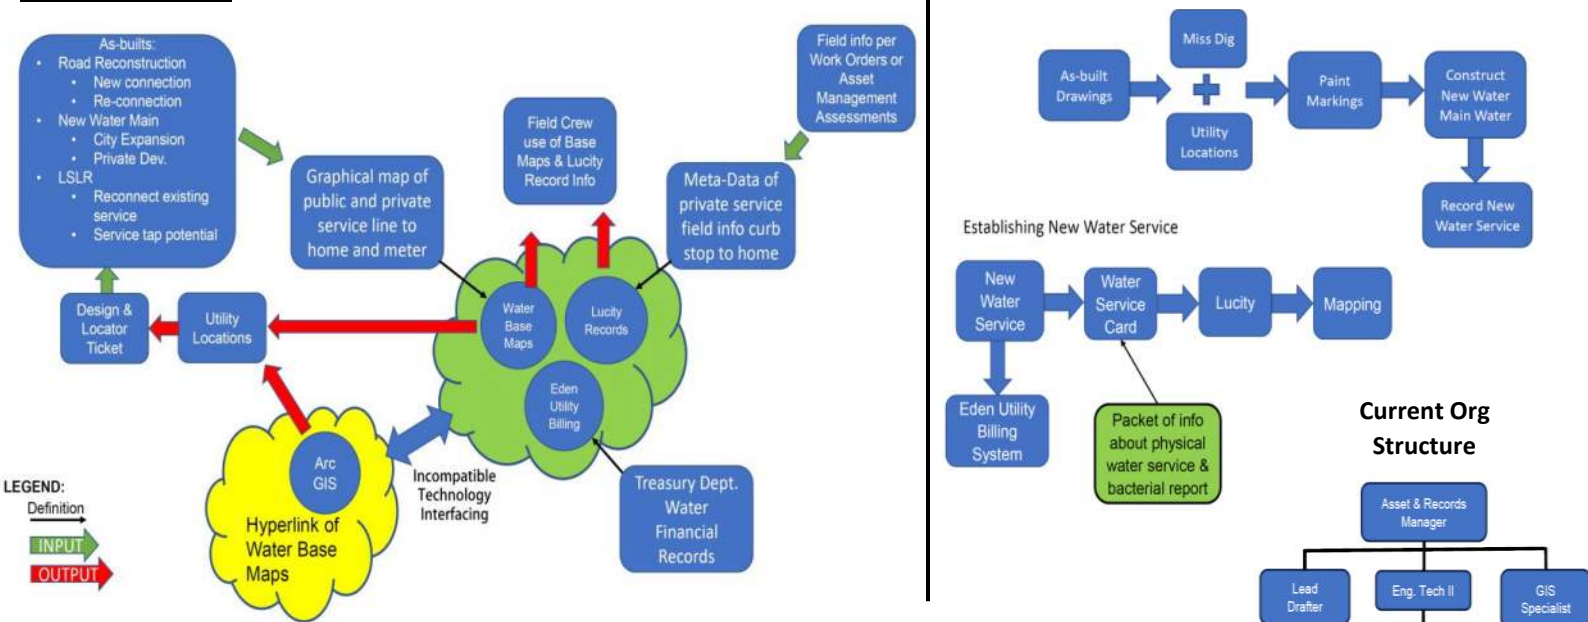 As-builts:
• Road Reconstruction
• New connection
• Re-connection
• New Water Main
• City Expansion
• Private Dev.
• LSLR
• Reconnect existing
service
• Service tap potential
Graphical map of
public and private
service line to
home and meter
Field Crew
use of Base
Maps & Lucity
Record Info
Field info per
Work Orders or
Asset
Management
Assessments
Meta-Data of
private service
field info curb
stop to home
Design &
Locator
Ticket
Utility
Locations
Water
Base
Maps
Lucity
Records
Eden
Utility
Billing
Arc
GIS
Hyperlink of
Water Base
Maps
Incompatible
Technology
Interfacing
Treasury Dept.
Water
Financial
Records
LEGEND:
Definition
INPUT
OUTPUT
As-built
Drawings
Miss Dig
Utility
Locations
Paint
Markings
Construct
New Water
Main Water
Record New
Water Service
Establishing New Water Service
New
Water
Service
Water
Service
Card
Lucity
Mapping
Eden Utility
Billing
System
Packet of info
about physical
water service &
bacterial report
Current Org
Structure
Asset & Records
Manager
Lead
Drafter
Eng. Tech II
GIS
Specialist